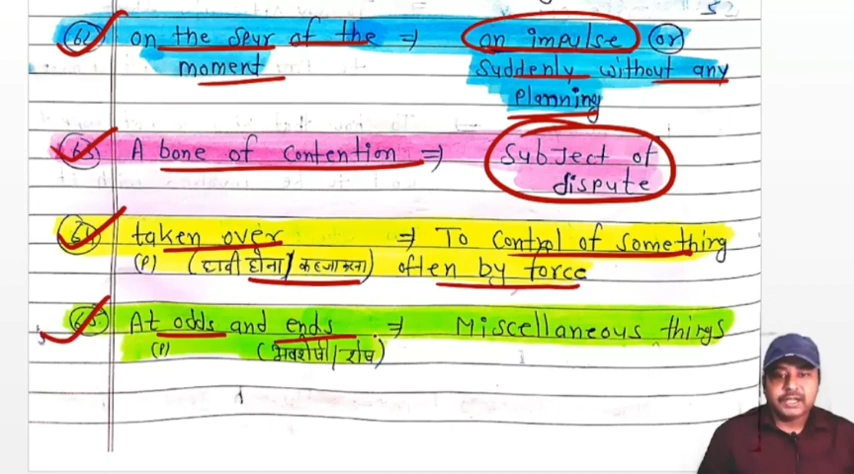 (62) on the spur of the ⇒ on impulse (or)
moment suddenly without any
planning
(63) A bone of contention ⇒ Subject of
dispute
(64) taken over ⇒ To control of something
(P) (हावी होना/कब्जा करना) often by force
(65) At odds and ends ⇒ Miscellaneous things
(P) (अवशेष/शेष)